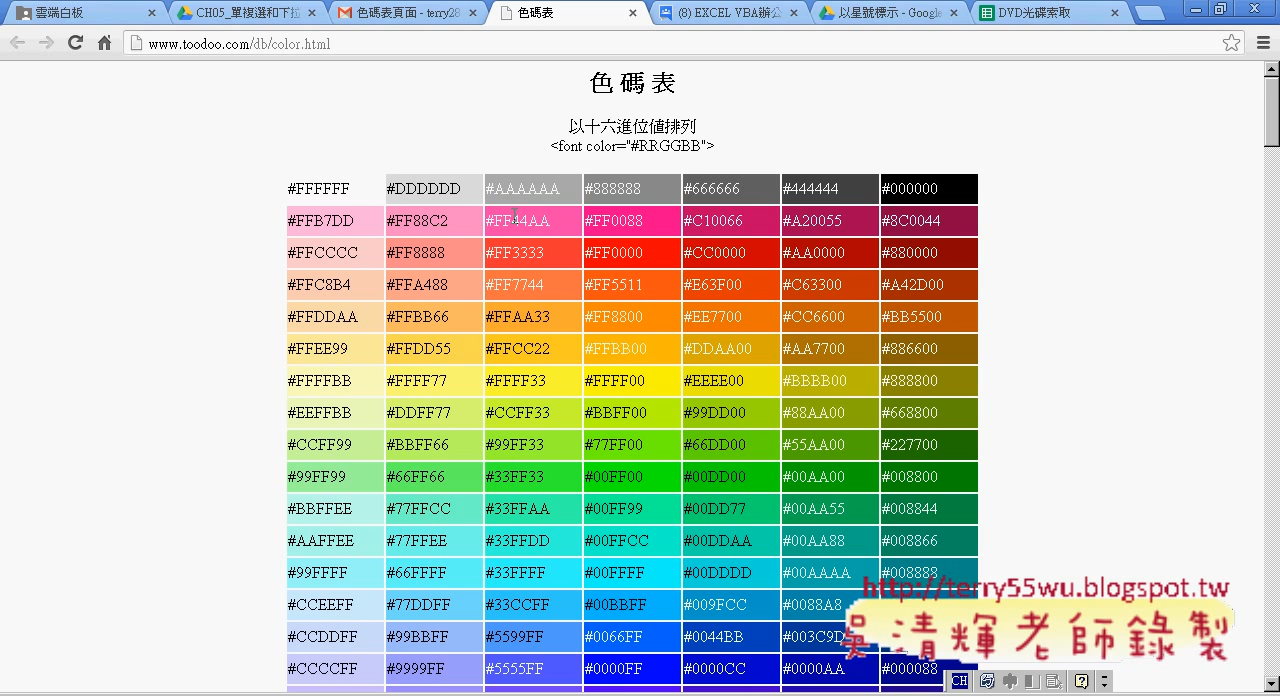 雲端白板
CH05_單複選和下拉
色碼表頁面 - terry28
色碼表
(8) EXCEL VBA辦公
以星號標示 - Google
DVD光碟索取
www.toodoo.com/db/color.html
色 碼 表
以十六進位值排列
<font color="#RRGGBB">
#FFFFFF #DDDDDD #AAAAAA #888888 #666666 #444444 #000000
#FFB7DD #FF88C2 #FF44AA #FF0088 #C10066 #A20055 #8C0044
#FFCCCC #FF8888 #FF3333 #FF0000 #CC0000 #AA0000 #880000
#FFC8B4 #FFA488 #FF7744 #FF5511 #E63F00 #C63300 #A42D00
#FFDDAA #FFBB66 #FFAA33 #FF8800 #EE7700 #CC6600 #BB5500
#FFEE99 #FFDD55 #FFCC22 #FFBB00 #DDAA00 #AA7700 #886600
#FFFFBB #FFFF77 #FFFF33 #FFFF00 #EEEE00 #BBBB00 #888800
#EEFFBB #DDFF77 #CCFF33 #BBFF00 #99DD00 #88AA00 #668800
#CCFF99 #BBFF66 #99FF33 #77FF00 #66DD00 #55AA00 #227700
#99FF99 #66FF66 #33FF33 #00FF00 #00DD00 #00AA00 #008800
#BBFFEE #77FFCC #33FFAA #00FF99 #00DD77 #00AA55 #008844
#AAFFEE #77FFEE #33FFDD #00FFCC #00DDAA #00AA88 #008866
#99FFFF #66FFFF #33FFFF #00FFFF #00DDDD #00AAAA #008888
#CCEEFF #77DDFF #33CCFF #00BBFF #009FCC #0088A8
#CCDDFF #99BBFF #5599FF #0066FF #0044BB #003C9D
#CCCCFF #9999FF #5555FF #0000FF #0000CC #0000AA #000088
http://terry55wu.blogspot.tw
吳清輝老師錄製
CH